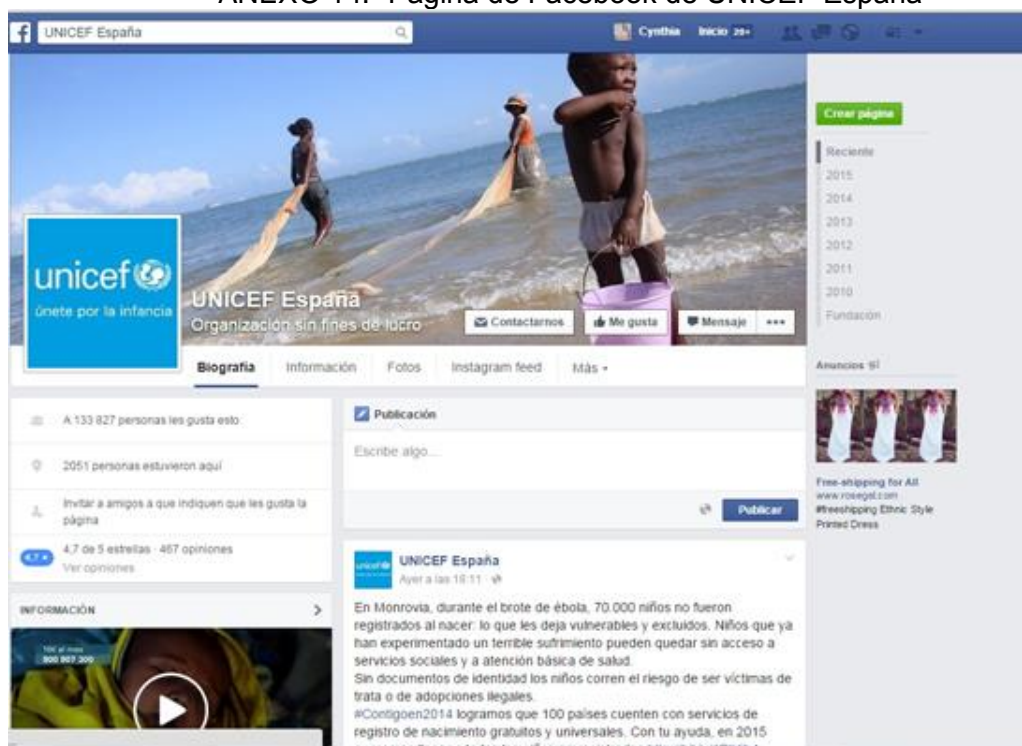 ANEXO 14: Página de Facebook de UNICEF España
UNICEF España
Cynthia Inicio 20+
Crear página
Reciente
2015
2014
2013
2012
2011
2010
Fundación
unicef
únete por la infancia
UNICEF España
Organización sin fines de lucro
Contactarnos
Me gusta
Mensaje
Biografía Información Fotos Instagram feed Más
Anuncios
Free-shipping for All
www.rosegal.com
#freeshipping Ethnic Style
Printed Dress
A 133 827 personas les gusta esto
2051 personas estuvieron aquí
Invitar a amigos a que indiquen que les gusta la
página
4,7 de 5 estrellas · 467 opiniones
Ver opiniones
INFORMACIÓN
10€ al mes
900 907 300
Publicación
Escribe algo...
Publicar
UNICEF España
Ayer a las 18:11
En Monrovia, durante el brote de ébola, 70.000 niños no fueron
registrados al nacer: lo que les deja vulnerables y excluidos. Niños que ya
han experimentado un terrible sufrimiento pueden quedar sin acceso a
servicios sociales y a atención básica de salud.
Sin documentos de identidad los niños corren el riesgo de ser víctimas de
trata o de adopciones ilegales.
#Contigoen2014 logramos que 100 países cuenten con servicios de
registro de nacimiento gratuitos y universales. Con tu ayuda, en 2015